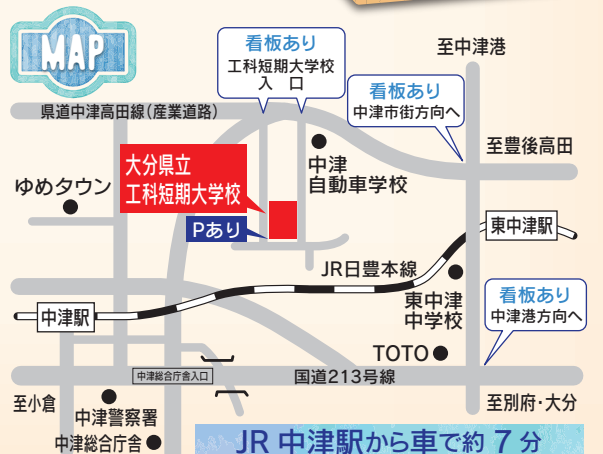 MAP
看板あり
工科短期大学校
入 口
至中津港
看板あり
中津市街方向へ
県道中津高田線(産業道路)
至豊後高田
中津
自動車学校
大分県立
工科短期大学校
ゆめタウン
Pあり
東中津駅
JR日豊本線
東中津
中学校
看板あり
中津港方向へ
中津駅
TOTO
中津総合庁舎入口
国道213号線
至小倉
中津警察署
至別府・大分
中津総合庁舎
JR 中津駅から車で約 7 分